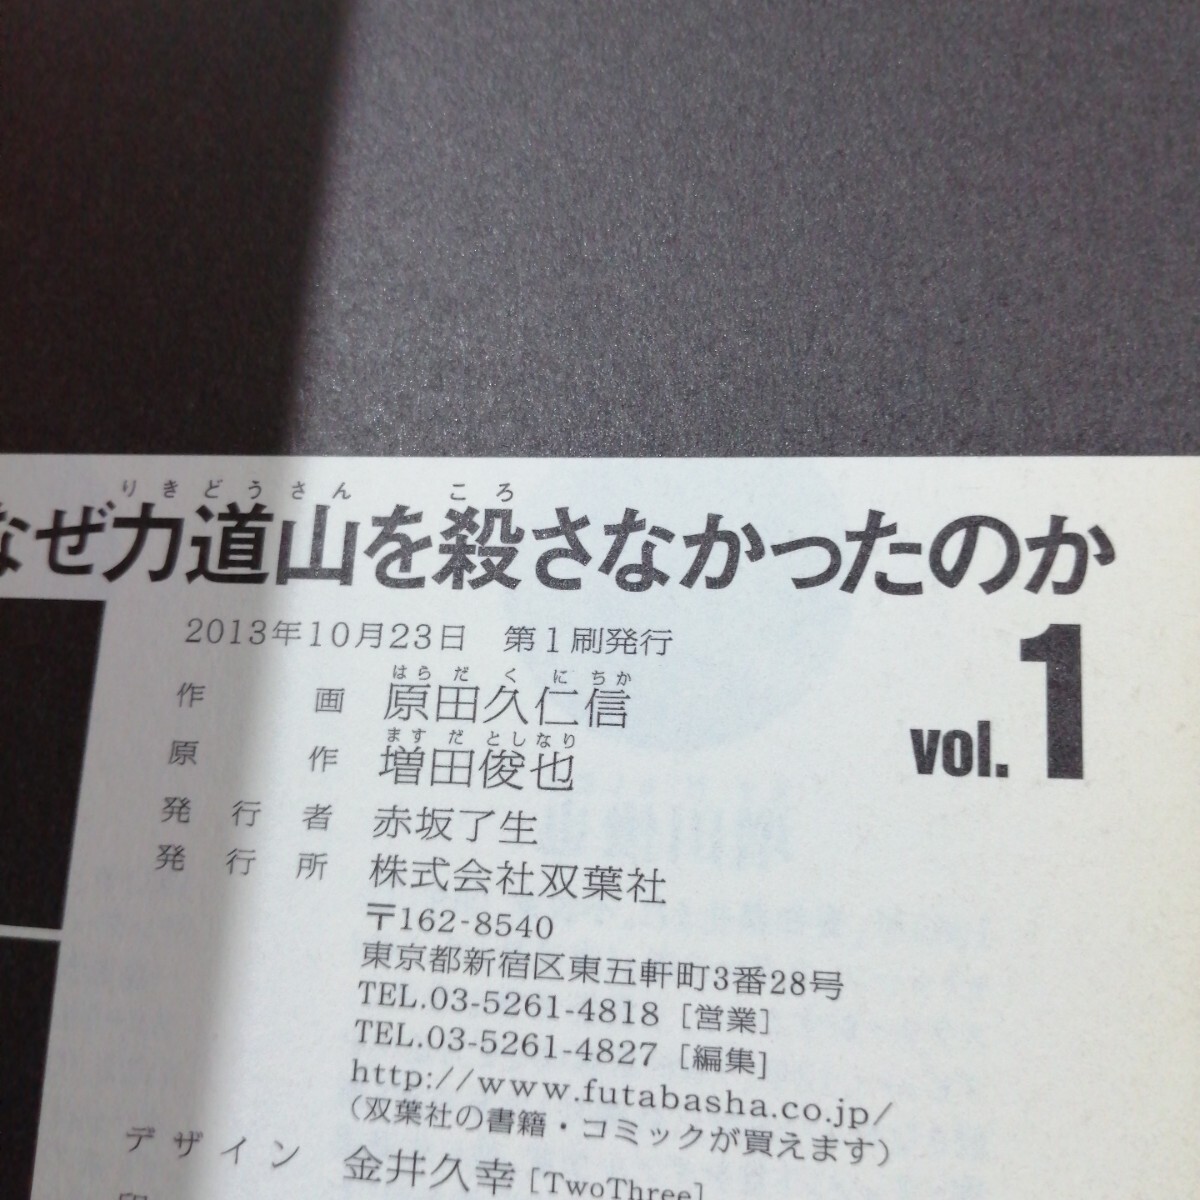 りきどうさん ころ
なぜ力道山を殺さなかったのか
vol. 1
2013年10月23日 第1刷発行
はらだくにちか
作画 原田久仁信
ますだとしなり
原作 増田俊也
発行者 赤坂了生
発行所 株式会社双葉社
〒162-8540
東京都新宿区東五軒町3番28号
TEL.03-5261-4818［営業］
TEL.03-5261-4827［編集］
http://www.futabasha.co.jp/
（双葉社の書籍・コミックが買えます）
デザイン 金井久幸［TwoThree］